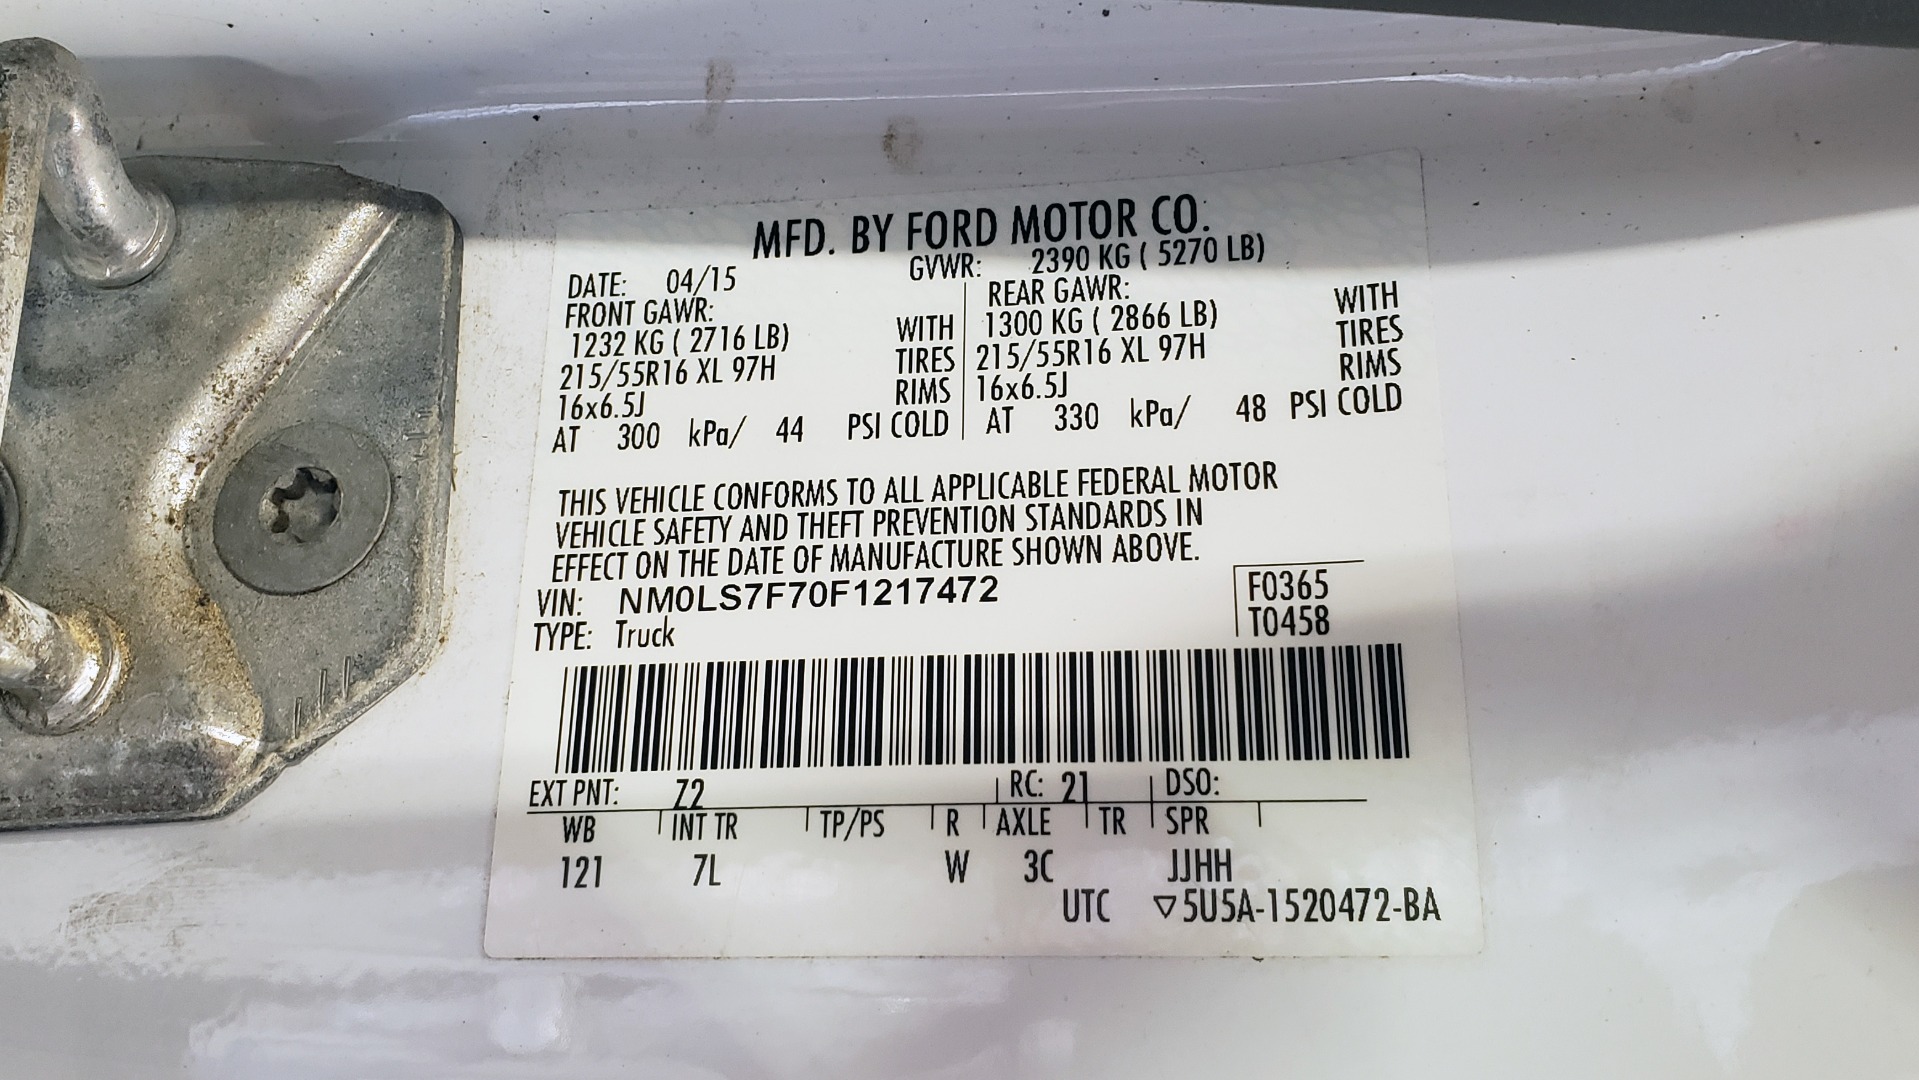 MFD. BY FORD MOTOR CO.
DATE: 04/15 GVWR: 2390 KG ( 5270 LB)
FRONT GAWR: REAR GAWR:
1232 KG ( 2716 LB) WITH 1300 KG ( 2866 LB) WITH
215/55R16 XL 97H TIRES 215/55R16 XL 97H TIRES
16x6.5J RIMS 16x6.5J RIMS
AT 300 kPa/ 44 PSI COLD AT 330 kPa/ 48 PSI COLD
THIS VEHICLE CONFORMS TO ALL APPLICABLE FEDERAL MOTOR
VEHICLE SAFETY AND THEFT PREVENTION STANDARDS IN
EFFECT ON THE DATE OF MANUFACTURE SHOWN ABOVE.
VIN: NM0LS7F70F1217472 F0365
TYPE: Truck T0458
EXT PNT: Z2 RC: 21 DSO:
WB INT TR TP/PS R AXLE TR SPR
121 7L W 3C JJHH
UTC ▽5U5A-1520472-BA